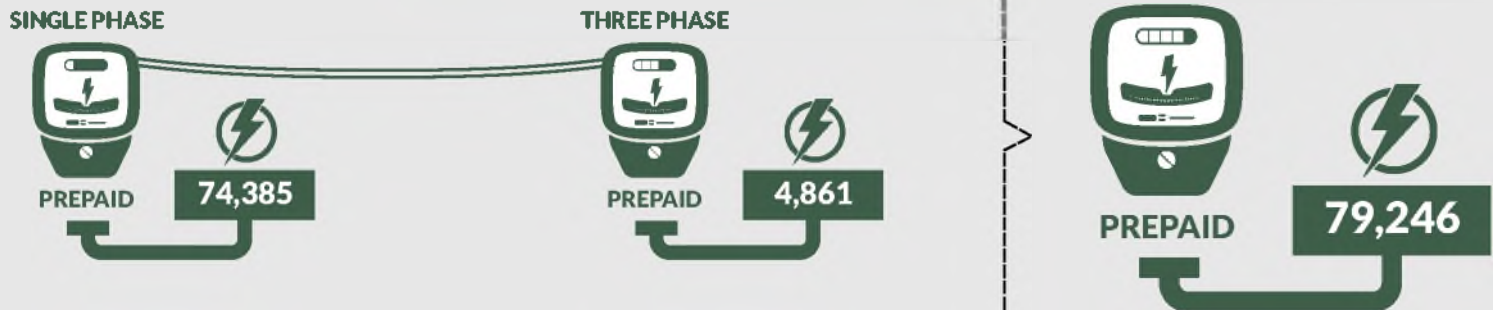 SINGLE PHASE
THREE PHASE
PREPAID
74,385
PREPAID
4,861
PREPAID
79,246